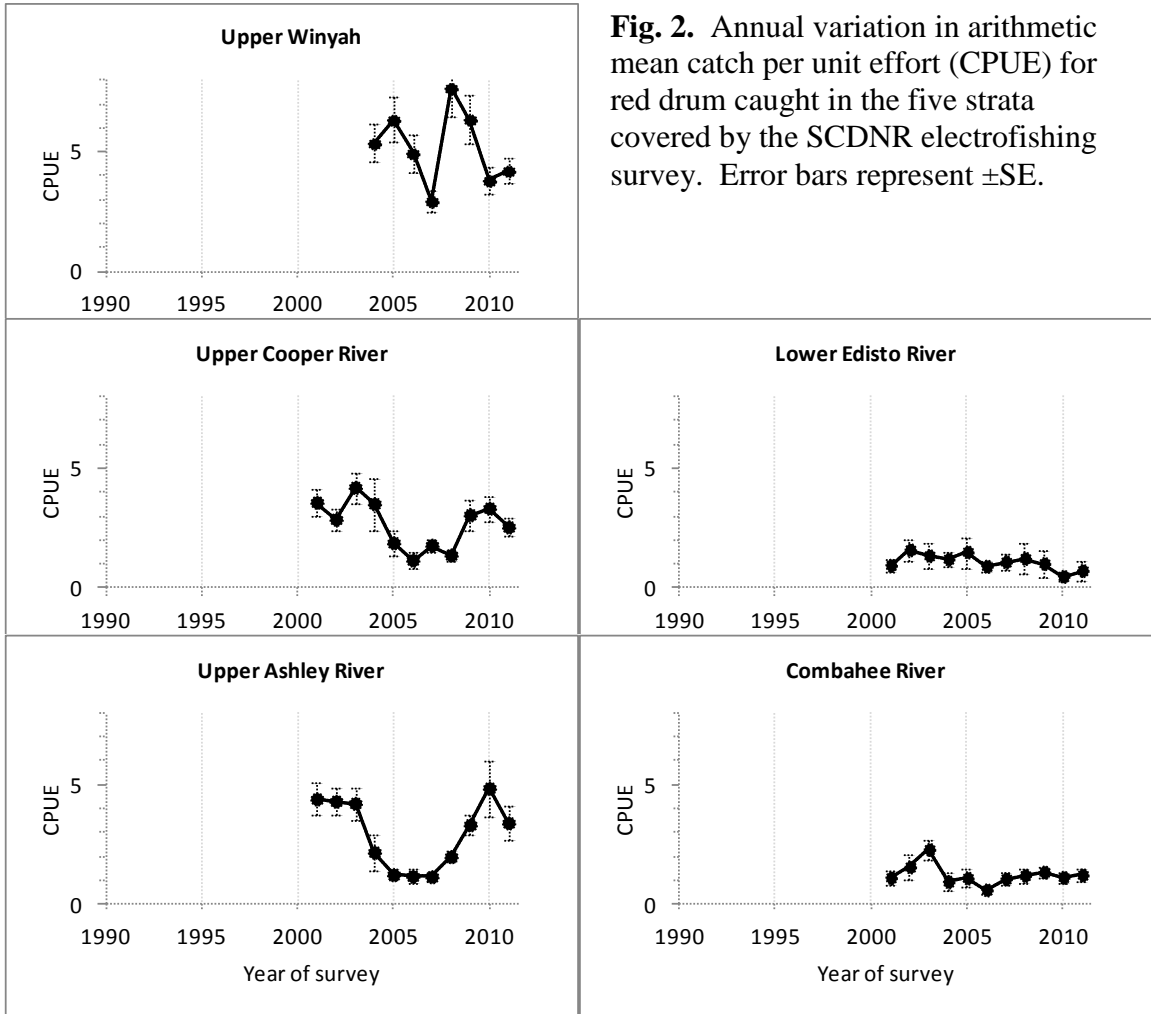 Upper Winyah
CPUE
5
0
1990 1995 2000 2005 2010
Fig. 2. Annual variation in arithmetic
mean catch per unit effort (CPUE) for
red drum caught in the five strata
covered by the SCDNR electrofishing
survey. Error bars represent ±SE.
Upper Cooper River
CPUE
5
0
1990 1995 2000 2005 2010
Lower Edisto River
CPUE
5
0
1990 1995 2000 2005 2010
Upper Ashley River
CPUE
5
0
1990 1995 2000 2005 2010
Year of survey
Combahee River
CPUE
5
0
1990 1995 2000 2005 2010
Year of survey